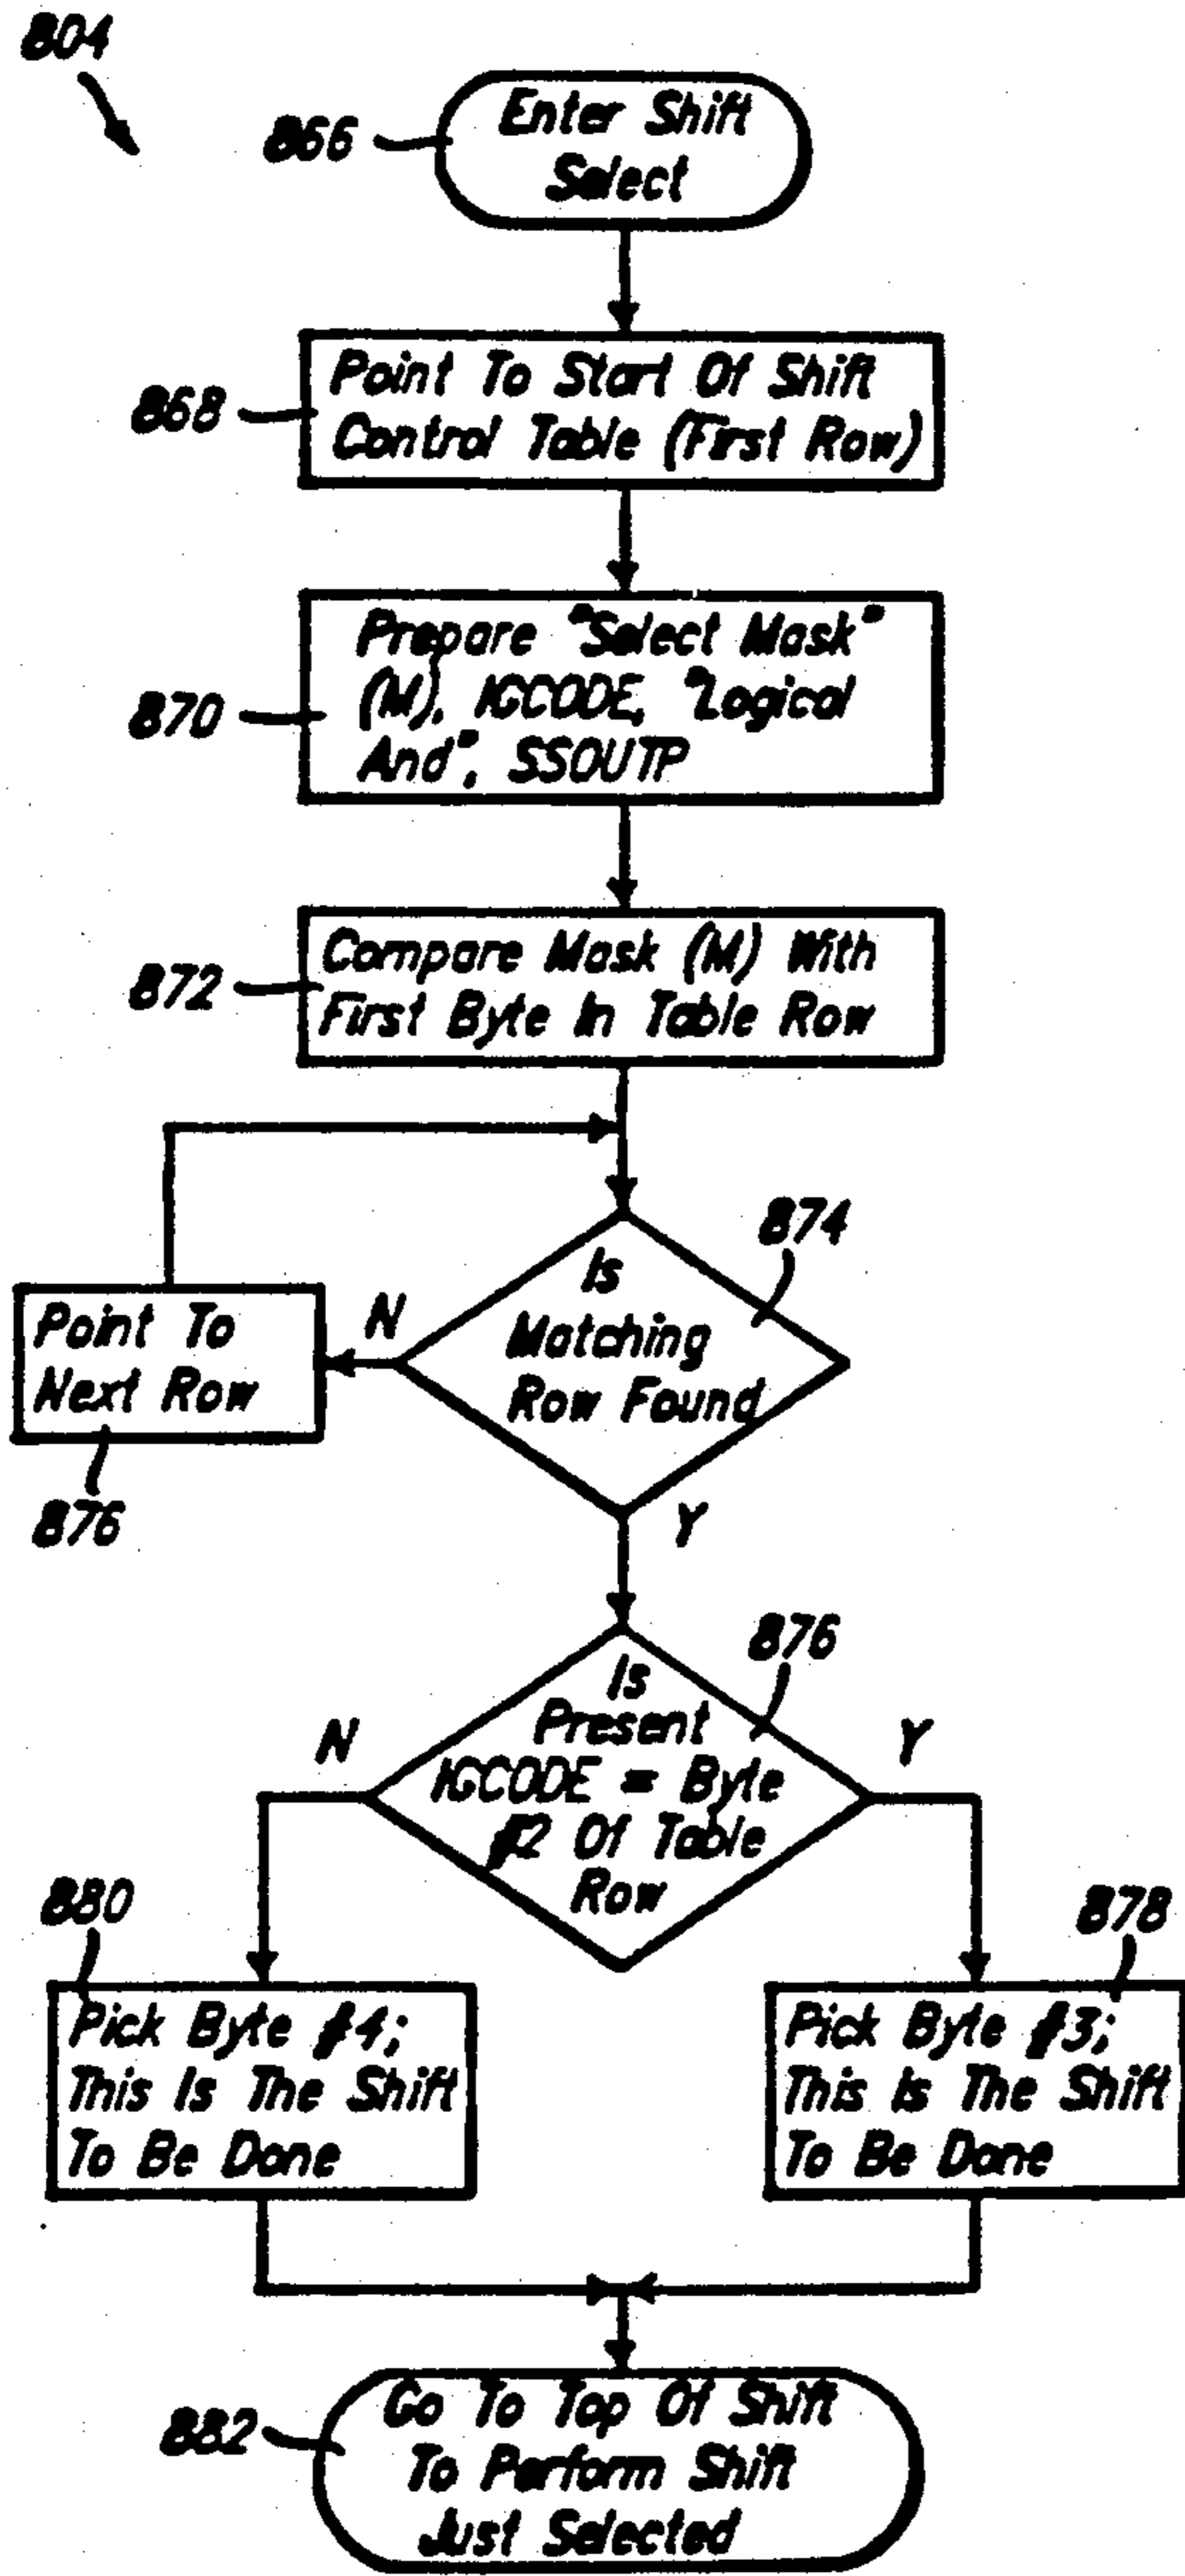 804
866
Enter Shift
Select
868
Point To Start Of Shift
Control Table (First Row)
870
Prepare "Select Mask"
(M), IGCODE, "Logical
And", SSOUTP
872
Compare Mask (M) With
First Byte In Table Row
874
Is
Matching
Row Found
N
Point To
Next Row
876
Y
876
Is
Present
IGCODE = Byte
#2 Of Table
Row
N
Y
880
Pick Byte #4;
This Is The Shift
To Be Done
878
Pick Byte #3;
This Is The Shift
To Be Done
882
Go To Top Of Shift
To Perform Shift
Just Selected